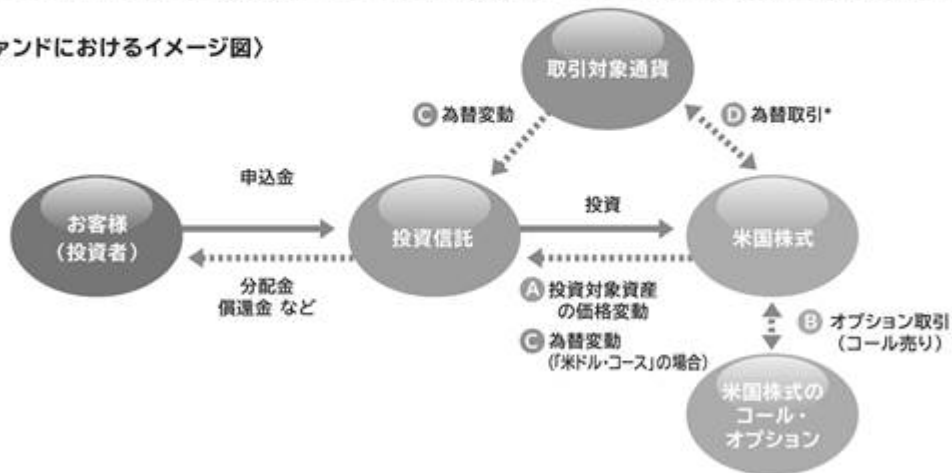 ァンドにおけるイメージ図〉
取引対象通貨
C 為替変動
D 為替取引*
申込金
投資
お客様
(投資者)
投資信託
米国株式
分配金
償還金 など
A 投資対象資産
の価格変動
C 為替変動
(「米ドル・コース」の場合)
B オプション取引
(コール売り)
米国株式の
コール・
オプション